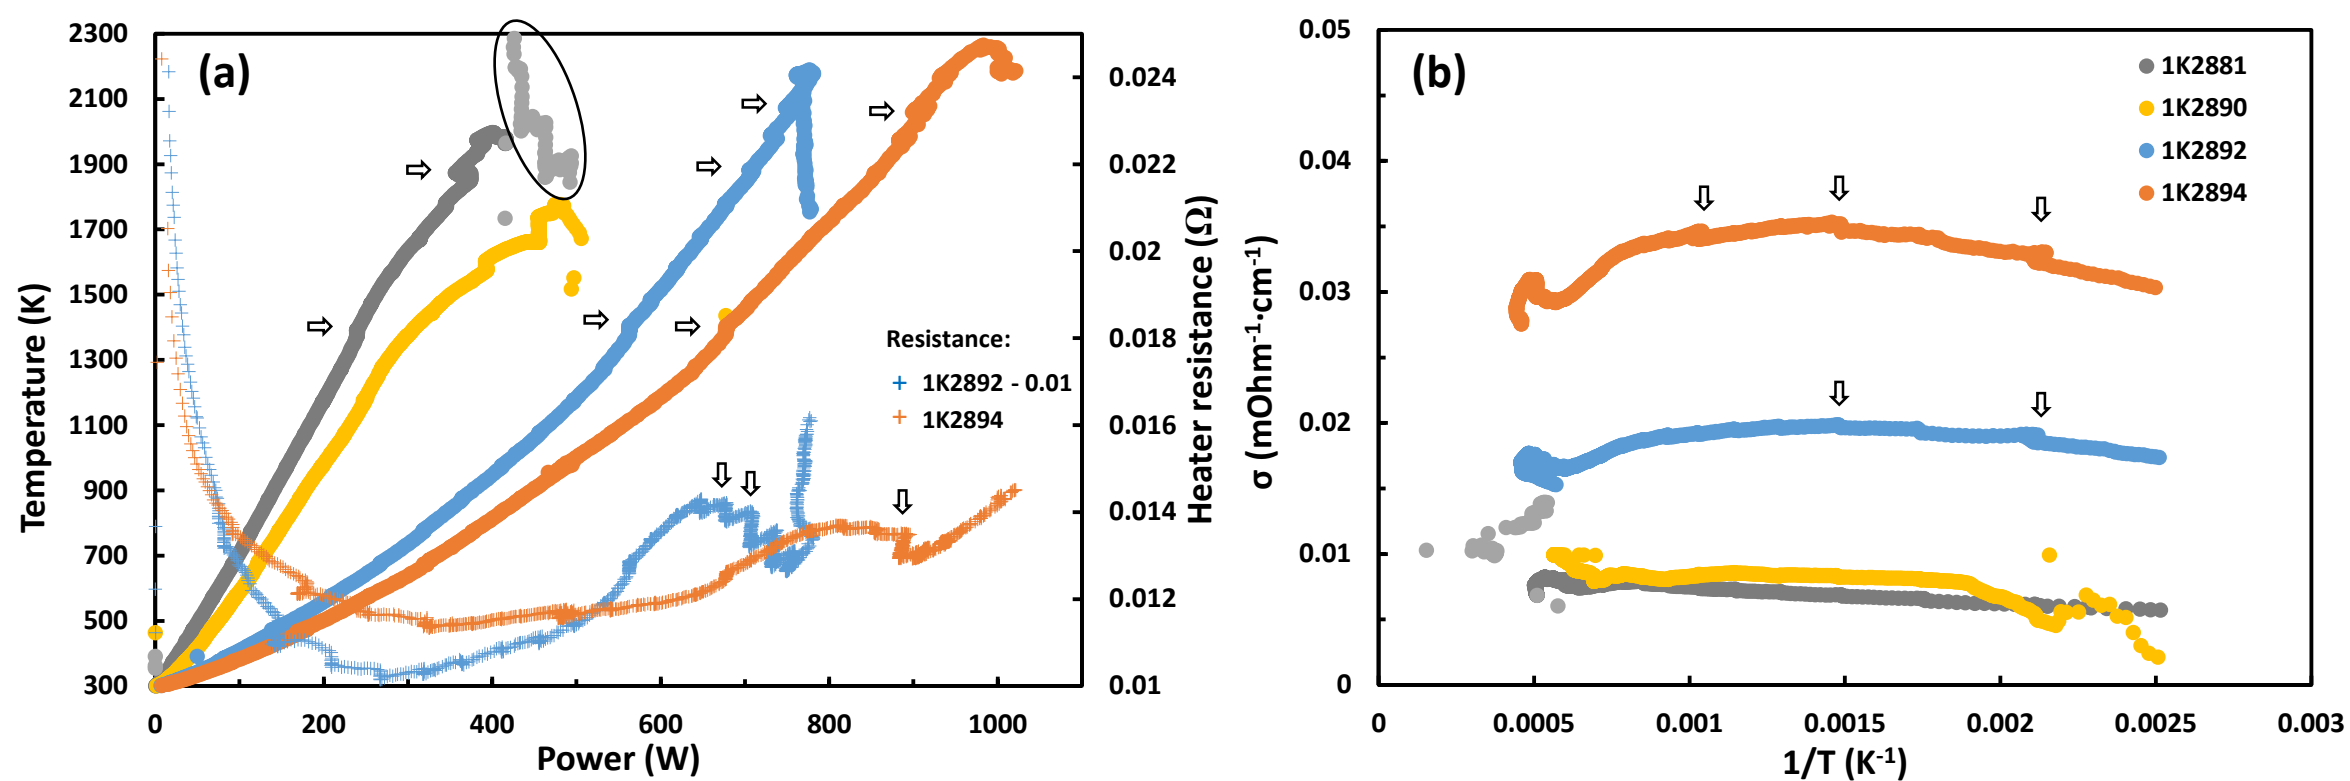 (a)
Temperature (K)
2300
2100
1900
1700
1500
1300
1100
900
700
500
300
0
200
400
600
800
1000
Power (W)
0.024
0.022
0.02
0.018
0.016
0.014
0.012
0.01
Heater resistance (Ω)
Resistance:
1K2892 - 0.01
1K2894
(b)
σ (mOhm⁻¹·cm⁻¹)
0.05
0.04
0.03
0.02
0.01
0
0
0.0005
0.001
0.0015
0.002
0.0025
0.003
1/T (K⁻¹)
1K2881
1K2890
1K2892
1K2894